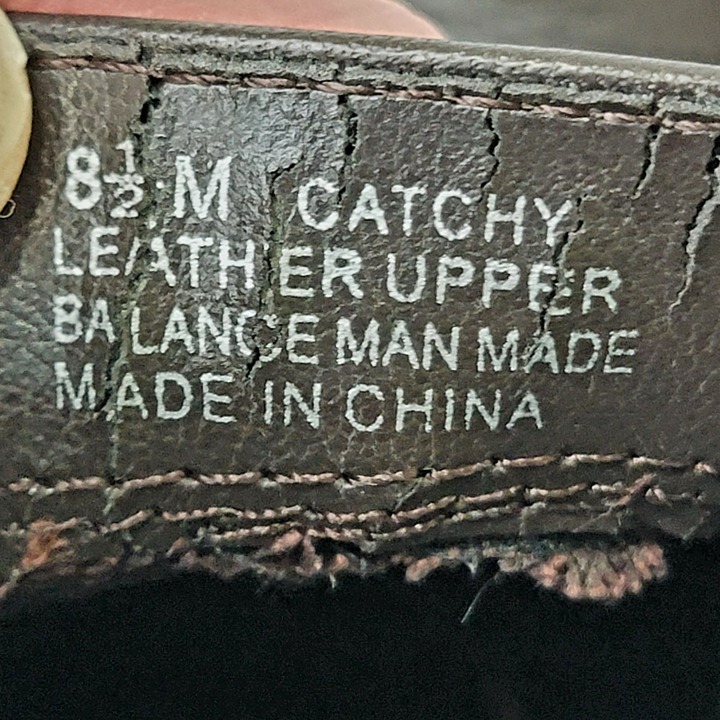 8½ M CATCHY
LEATHER UPPER
BALANCE MAN MADE
MADE IN CHINA